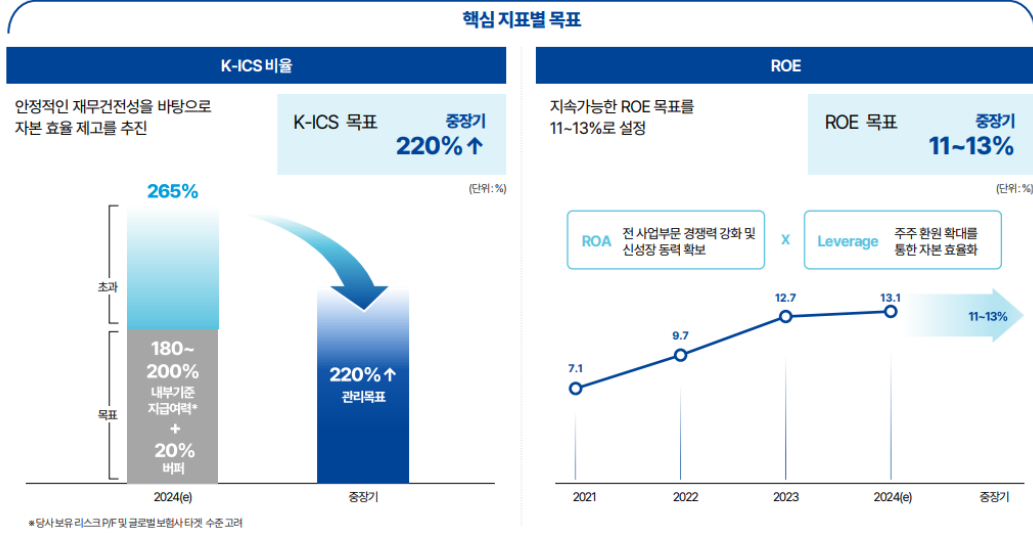 핵심 지표별 목표
K-ICS 비율
안정적인 재무건전성을 바탕으로
자본 효율 제고를 추진
K-ICS 목표
중장기
220%↑
(단위:%)
265%
초과
목표
180~
200%
내부기준
지급여력*
+
20%
버퍼
220%↑
관리목표
2024(e)
중장기
※당사 보유 리스크 P/F 및 글로벌 보험사 타겟 수준 고려
ROE
지속가능한 ROE 목표를
11~13%로 설정
ROE 목표
중장기
11~13%
(단위:%)
ROA
전 사업부문 경쟁력 강화 및
신성장 동력 확보
x
Leverage
주주 환원 확대를
통한 자본 효율화
7.1
9.7
12.7
13.1
11~13%
2021
2022
2023
2024(e)
중장기